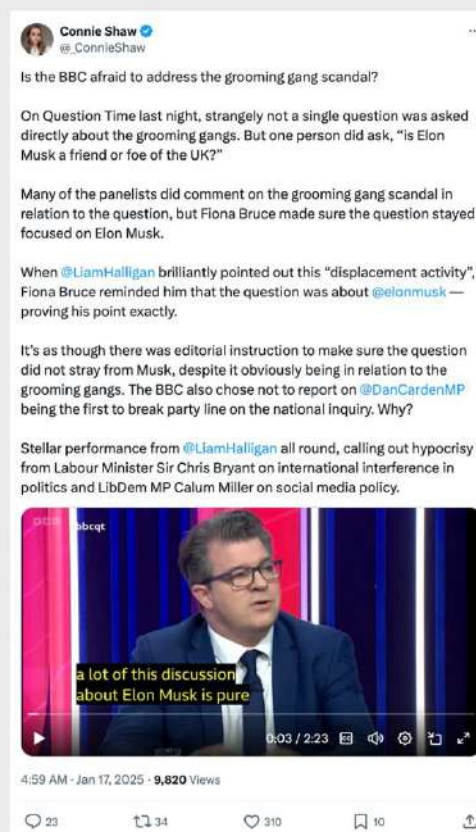 Connie Shaw
@_ConnieShaw
Is the BBC afraid to address the grooming gang scandal?
On Question Time last night, strangely not a single question was asked
directly about the grooming gangs. But one person did ask, “is Elon
Musk a friend or foe of the UK?”
Many of the panelists did comment on the grooming gang scandal in
relation to the question, but Fiona Bruce made sure the question stayed
focused on Elon Musk.
When @LiamHalligan brilliantly pointed out this “displacement activity”,
Fiona Bruce reminded him that the question was about @elonmusk —
proving his point exactly.
It’s as though there was editorial instruction to make sure the question
did not stray from Musk, despite it obviously being in relation to the
grooming gangs. The BBC also chose not to report on @DanCardenMP
being the first to break party line on the national inquiry. Why?
Stellar performance from @LiamHalligan all round, calling out hypocrisy
from Labour Minister Sir Chris Bryant on international interference in
politics and LibDem MP Calum Miller on social media policy.
BBC bbcqt
a lot of this discussion
about Elon Musk is pure
0:03 / 2:23
4:59 AM · Jan 17, 2025 · 9,820 Views
23 34 310 10